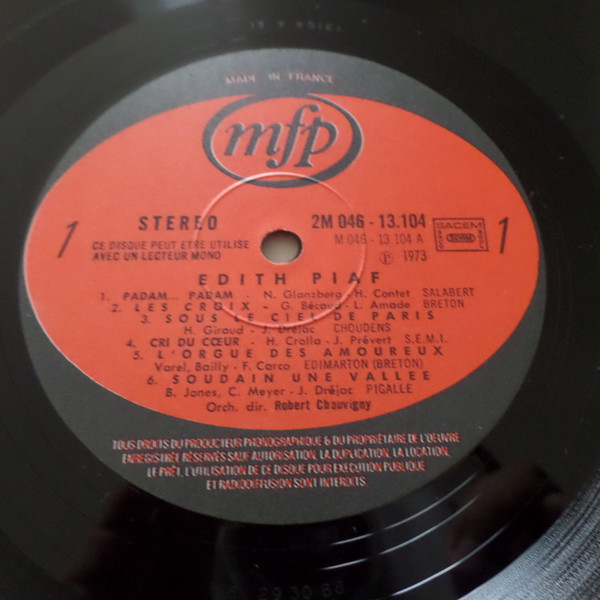 MADE IN FRANCE
mfp
1
STEREO
2M 046 - 13.104
M 046 - 13.104 A
SACEM
1
CE DISQUE PEUT ETRE UTILISE
AVEC UN LECTEUR MONO
℗ 1973
EDITH PIAF
1. PADAM... PADAM - N. Glanzberg - H. Contet SALABERT
2. LES CROIX - G. Bécaud - L. Amade BRETON
3. SOUS LE CIEL DE PARIS
H. Giraud - J. Dréjac CHOUDENS
4. CRI DU CŒUR - H. Crolla - J. Prévert S.E.M.I.
5. L'ORGUE DES AMOUREUX
Varel, Bailly - F. Carco EDIMARTON (BRETON)
6. SOUDAIN UNE VALLEE
B. Jones, C. Meyer - J. Dréjac PIGALLE
Orch. dir. Robert Chauvigny
TOUS DROITS DU PRODUCTEUR PHONOGRAPHIQUE & DU PROPRIÉTAIRE DE L'ŒUVRE
ENREGISTRÉE RÉSERVÉS SAUF AUTORISATION, LA DUPLICATION, LA LOCATION,
LE PRÊT, L'UTILISATION DE CE DISQUE POUR EXECUTION PUBLIQUE
ET RADIODIFFUSION SONT INTERDITS.